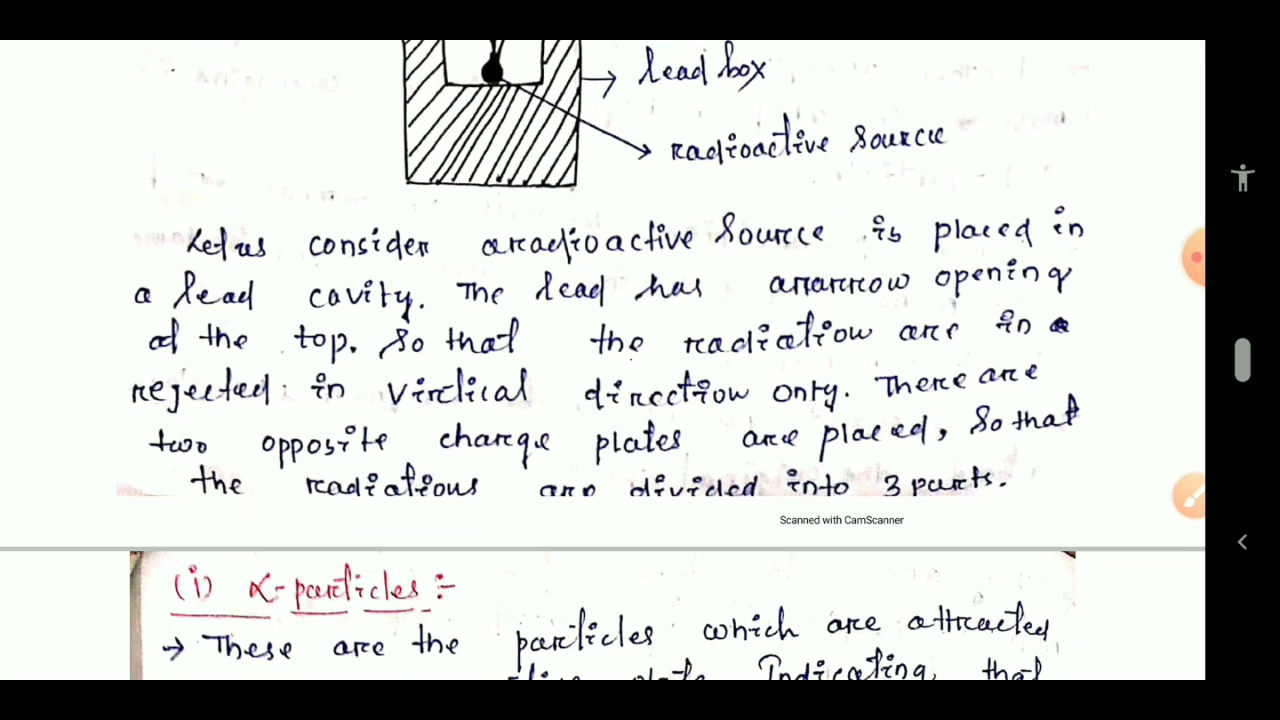 lead box
radioactive source
Let us consider a radioactive source is placed in
a lead cavity. The lead has a narrow opening
at the top. So that the radiation are in
rejected in virtical direction only. There are
two opposite charge plates are placed, So that
the radiations are divided into 3 parts.
Scanned with CamScanner
(i) α-particles :-
→ These are the particles which are attracted
plate Indicating that